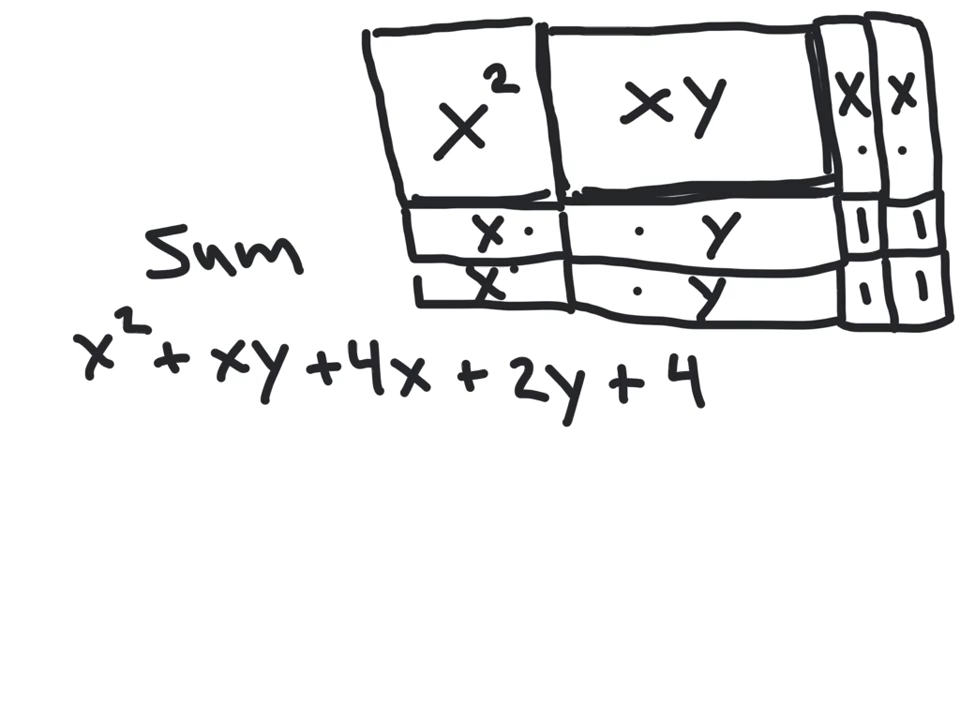 x² xy x x
x · · y 1 1
x · · y 1 1
Sum
x² + xy + 4x + 2y + 4